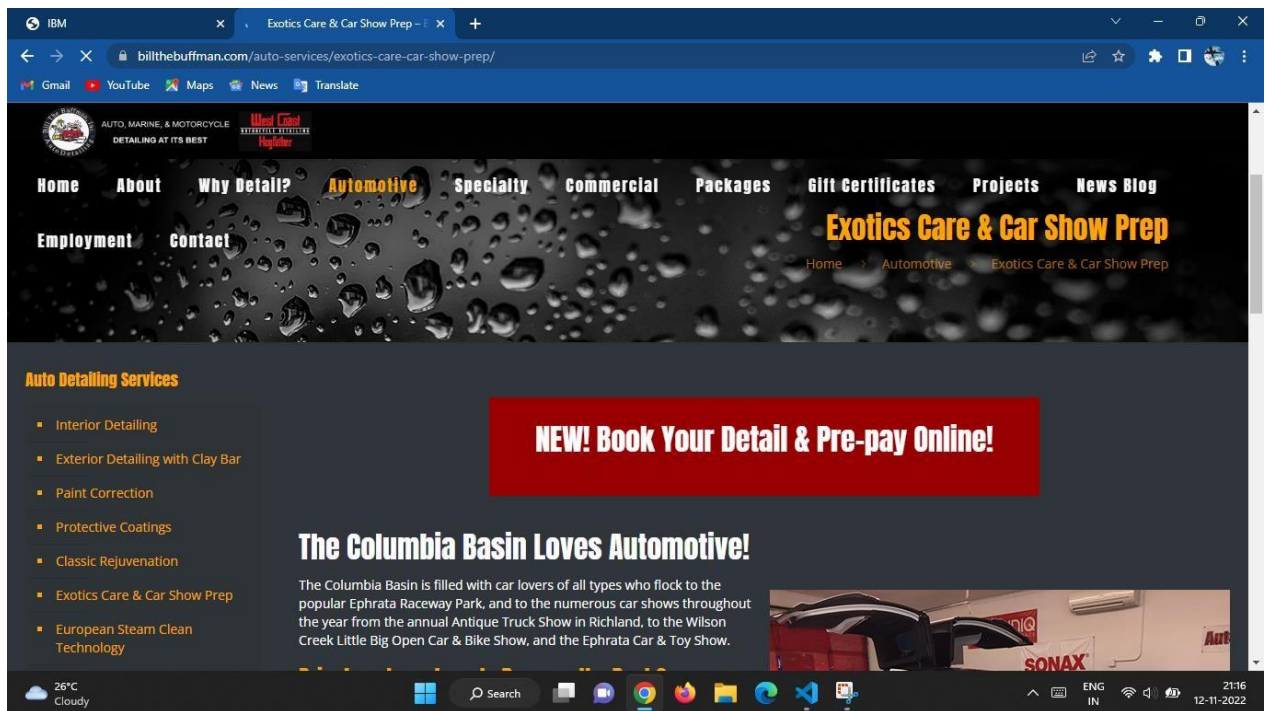 IBM
Exotics Care & Car Show Prep –
billthebuffman.com/auto-services/exotics-care-car-show-prep/
Gmail YouTube Maps News Translate
AUTO, MARINE, & MOTORCYCLE
DETAILING AT ITS BEST
West Coast
Hogfather
Home About Why Detail? Automotive Specialty Commercial Packages Gift Certificates Projects News Blog
Employment Contact
Exotics Care & Car Show Prep
Home > Automotive > Exotics Care & Car Show Prep
Auto Detailing Services
Interior Detailing
Exterior Detailing with Clay Bar
Paint Correction
Protective Coatings
Classic Rejuvenation
Exotics Care & Car Show Prep
European Steam Clean
Technology
NEW! Book Your Detail & Pre-pay Online!
The Columbia Basin Loves Automotive!
The Columbia Basin is filled with car lovers of all types who flock to the
popular Ephrata Raceway Park, and to the numerous car shows throughout
the year from the annual Antique Truck Show in Richland, to the Wilson
Creek Little Big Open Car & Bike Show, and the Ephrata Car & Toy Show.
SONAX
Aut
26°C
Cloudy
Search
ENG
IN
21:16
12-11-2022